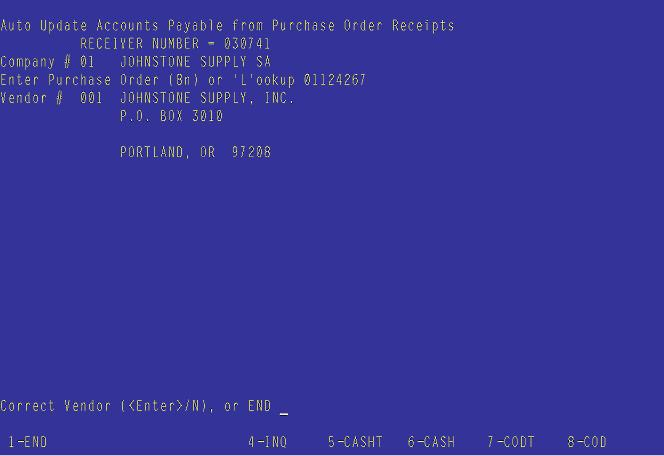 Auto Update Accounts Payable from Purchase Order Receipts
RECEIVER NUMBER = 030741
Company # 01 JOHNSTONE SUPPLY SA
Enter Purchase Order (Bn) or 'L'ookup 01124267
Vendor # 001 JOHNSTONE SUPPLY, INC.
P.O. BOX 3010
PORTLAND, OR 97208
Correct Vendor (<Enter>/N), or END _
1-END 4-INQ 5-CASHT 6-CASH 7-CODT 8-COD